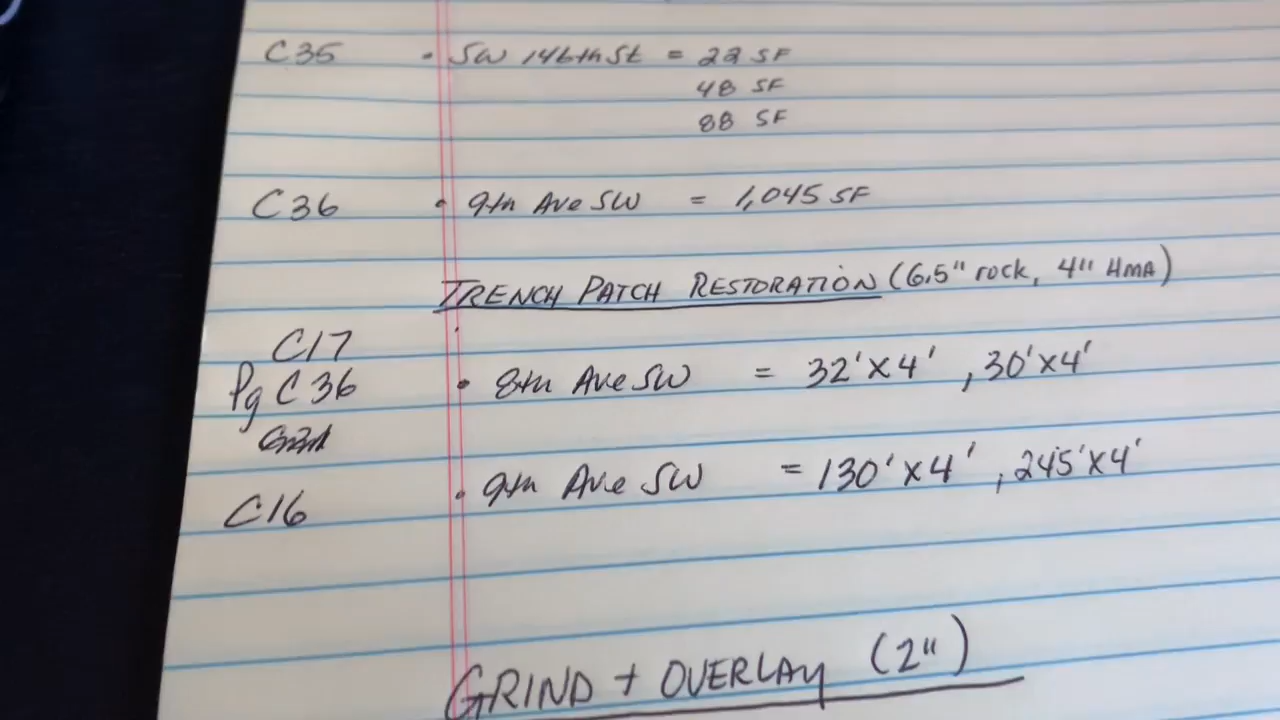 C35 • SW 146th St = 22 SF
48 SF
88 SF
C36 • 9th Ave SW = 1,045 SF
TRENCH PATCH RESTORATION (6.5" rock, 4" HMA)
C17
Pg C36 • 8th Ave SW = 32'x4', 30'x4'
C16 • 9th Ave SW = 130'x4', 245'x4'
GRIND + OVERLAY (2")